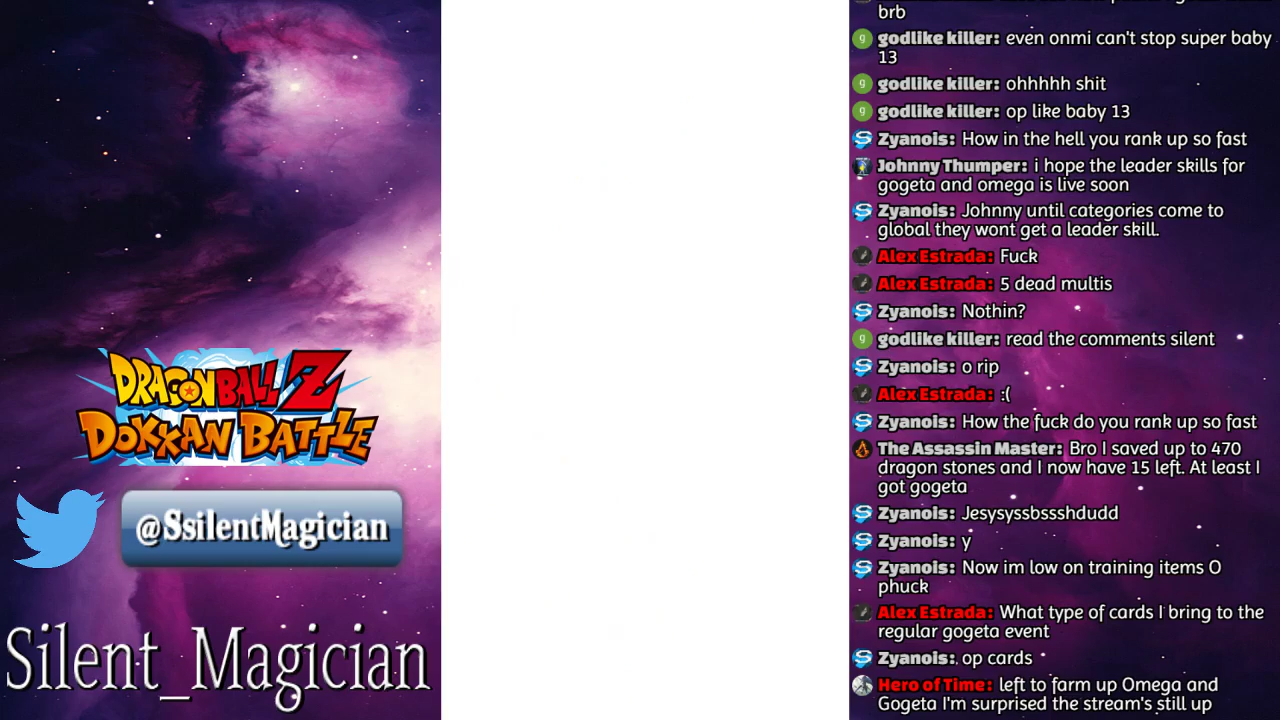 DRAGON BALL Z
DOKKAN BATTLE
@SsilentMagician
Silent_Magician
brb
godlike killer: even onmi can't stop super baby
13
godlike killer: ohhhhh shit
godlike killer: op like baby 13
Zyanois: How in the hell you rank up so fast
Johnny Thumper: i hope the leader skills for
gogeta and omega is live soon
Zyanois: Johnny until categories come to
global they wont get a leader skill.
Alex Estrada: Fuck
Alex Estrada: 5 dead multis
Zyanois: Nothin?
godlike killer: read the comments silent
Zyanois: o rip
Alex Estrada: :(
Zyanois: How the fuck do you rank up so fast
The Assassin Master: Bro I saved up to 470
dragon stones and I now have 15 left. At least I
got gogeta
Zyanois: Jesysyssbssshdudd
Zyanois: y
Zyanois: Now im low on training items O
phuck
Alex Estrada: What type of cards I bring to the
regular gogeta event
Zyanois: op cards
Hero of Time: left to farm up Omega and
Gogeta I'm surprised the stream's still up